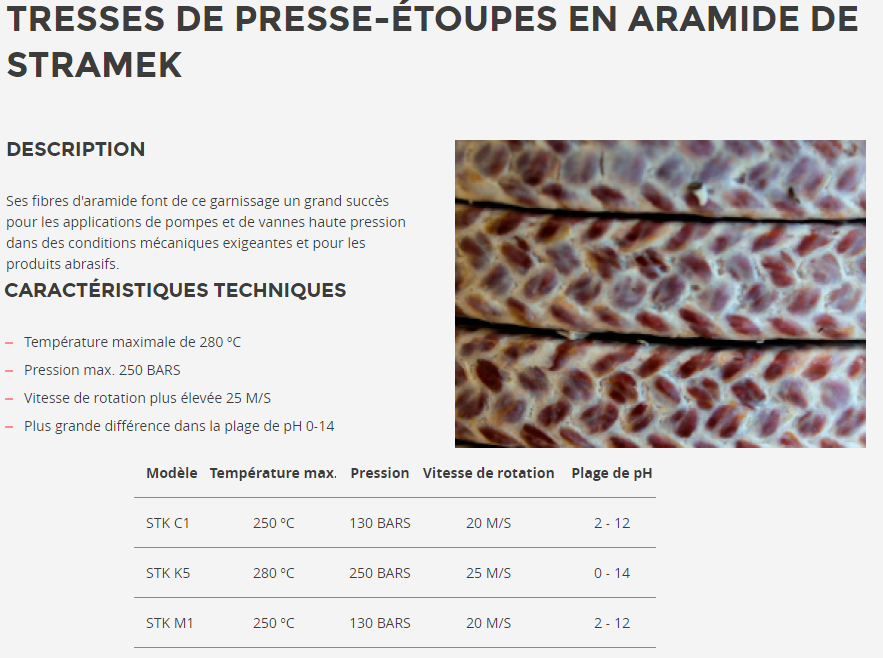 TRESSES DE PRESSE-ÉTOUPES EN ARAMIDE DE
STRAMEK
DESCRIPTION
Ses fibres d'aramide font de ce garnissage un grand succès
pour les applications de pompes et de vannes haute pression
dans des conditions mécaniques exigeantes et pour les
produits abrasifs.
CARACTÉRISTIQUES TECHNIQUES
– Température maximale de 280 ºC
– Pression max. 250 BARS
– Vitesse de rotation plus élevée 25 M/S
– Plus grande différence dans la plage de pH 0-14
Modèle Température max. Pression Vitesse de rotation Plage de pH
STK C1 250 ºC 130 BARS 20 M/S 2 - 12
STK K5 280 ºC 250 BARS 25 M/S 0 - 14
STK M1 250 ºC 130 BARS 20 M/S 2 - 12